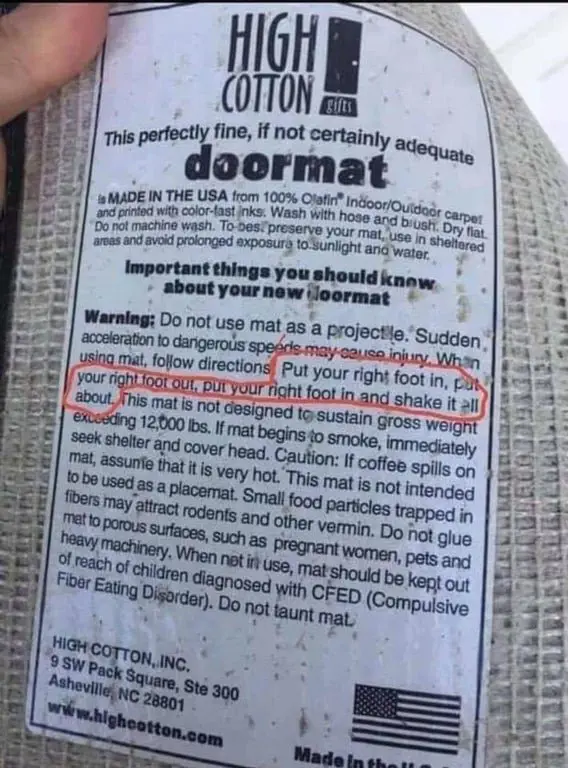 HIGH
COTTON
gifts
This perfectly fine, if not certainly adequate
doormat
is MADE IN THE USA from 100% Olefin® Indoor/Outdoor carpet
and printed with color-fast inks. Wash with hose and brush. Dry flat.
Do not machine wash. To best preserve your mat, use in sheltered
areas and avoid prolonged exposure to sunlight and water.
Important things you should know
about your new doormat
Warning: Do not use mat as a projectile. Sudden
acceleration to dangerous speeds may cause injury. When
using mat, follow directions: Put your right foot in, put
your right foot out, put your right foot in and shake it all
about. This mat is not designed to sustain gross weight
exceeding 12,000 lbs. If mat begins to smoke, immediately
seek shelter and cover head. Caution: If coffee spills on
mat, assume that it is very hot. This mat is not intended
to be used as a placemat. Small food particles trapped in
fibers may attract rodents and other vermin. Do not glue
mat to porous surfaces, such as pregnant women, pets and
heavy machinery. When not in use, mat should be kept out
of reach of children diagnosed with CFED (Compulsive
Fiber Eating Disorder). Do not taunt mat.
HIGH COTTON, INC.
9 SW Pack Square, Ste 300
Asheville, NC 28801
www.highcotton.com
Made in the U.S.